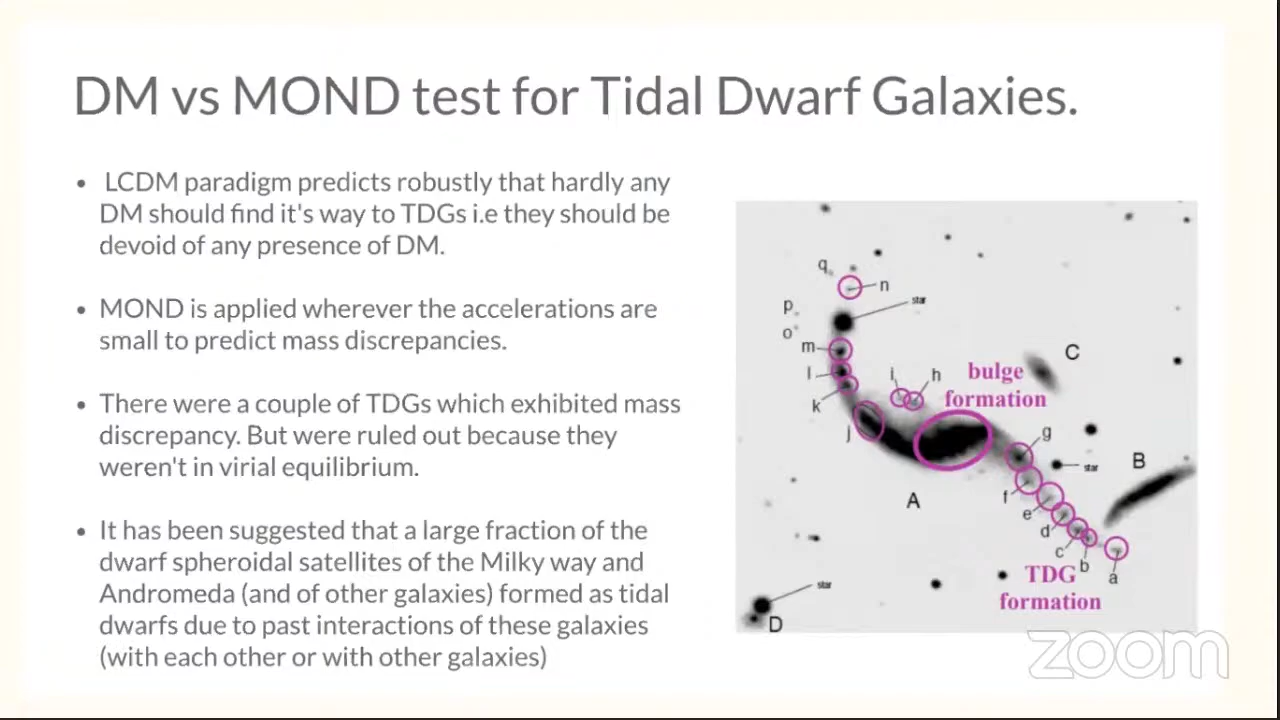 DM vs MOND test for Tidal Dwarf Galaxies.
• LCDM paradigm predicts robustly that hardly any
DM should find it's way to TDGs i.e they should be
devoid of any presence of DM.
• MOND is applied wherever the accelerations are
small to predict mass discrepancies.
• There were a couple of TDGs which exhibited mass
discrepancy. But were ruled out because they
weren't in virial equilibrium.
• It has been suggested that a large fraction of the
dwarf spheroidal satellites of the Milky way and
Andromeda (and of other galaxies) formed as tidal
dwarfs due to past interactions of these galaxies
(with each other or with other galaxies)
q
n
star
p
o
m
l
k
j
i
h
bulge
formation
C
g
star
B
f
e
A
d
c
b
a
TDG
formation
star
D
zoom